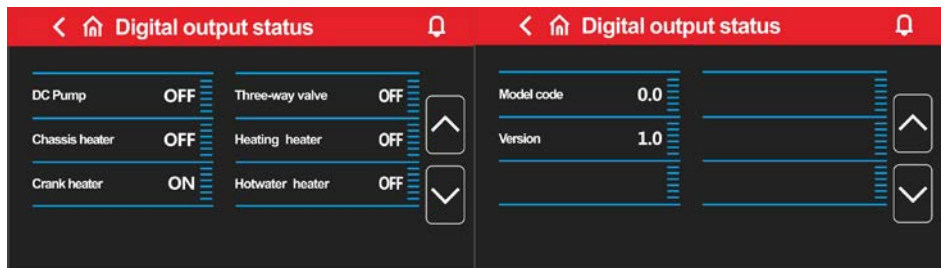 Digital output status
DC Pump OFF Three-way valve OFF
Chassis heater OFF Heating heater OFF
Crank heater ON Hotwater heater OFF
Digital output status
Model code 0.0
Version 1.0